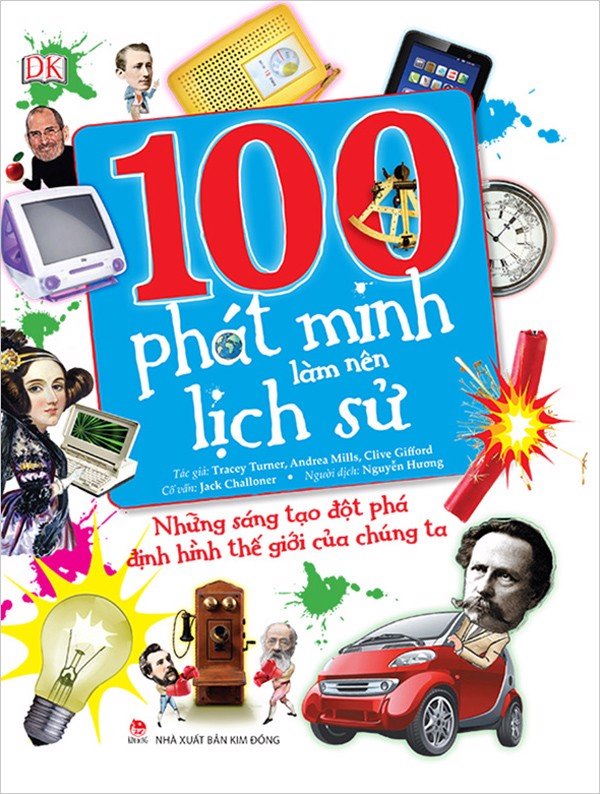 DK
100
phát minh
làm nên
lịch sử
Tác giả: Tracey Turner, Andrea Mills, Clive Gifford
Cố vấn: Jack Challoner • Người dịch: Nguyễn Hương
Những sáng tạo đột phá
định hình thế giới của chúng ta
NHÀ XUẤT BẢN KIM ĐỒNG